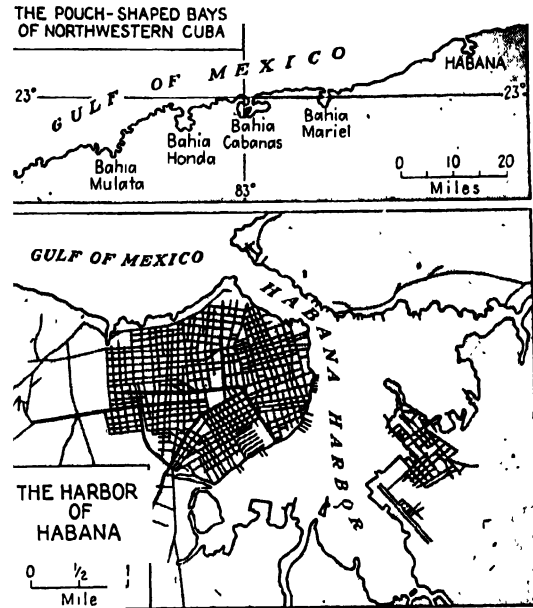 THE POUCH-SHAPED BAYS
OF NORTHWESTERN CUBA
GULF OF MEXICO
HABANA
23°
23°
Bahia
Mulata
Bahia
Honda
Bahia
Cabanas
Bahia
Mariel
83°
0 10 20
Miles
GULF OF MEXICO
HABANA HARBOR
THE HARBOR
OF
HABANA
0 1/2 1
Mile